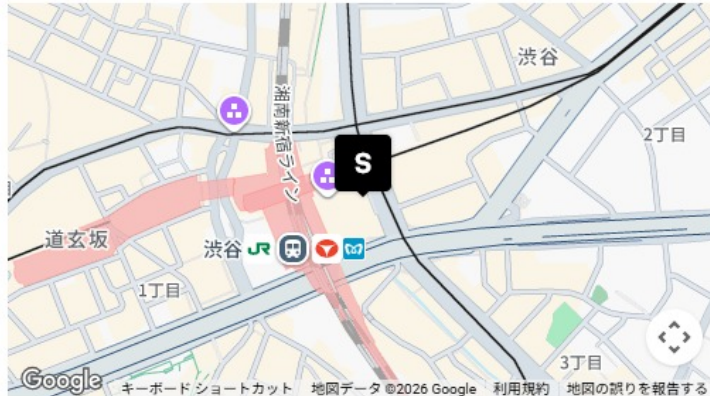 渋谷
湘南新宿ライン
2丁目
S
道玄坂
渋谷 JR
1丁目
3丁目
Google
キーボード ショートカット 地図データ ©2026 Google 利用規約 地図の誤りを報告する